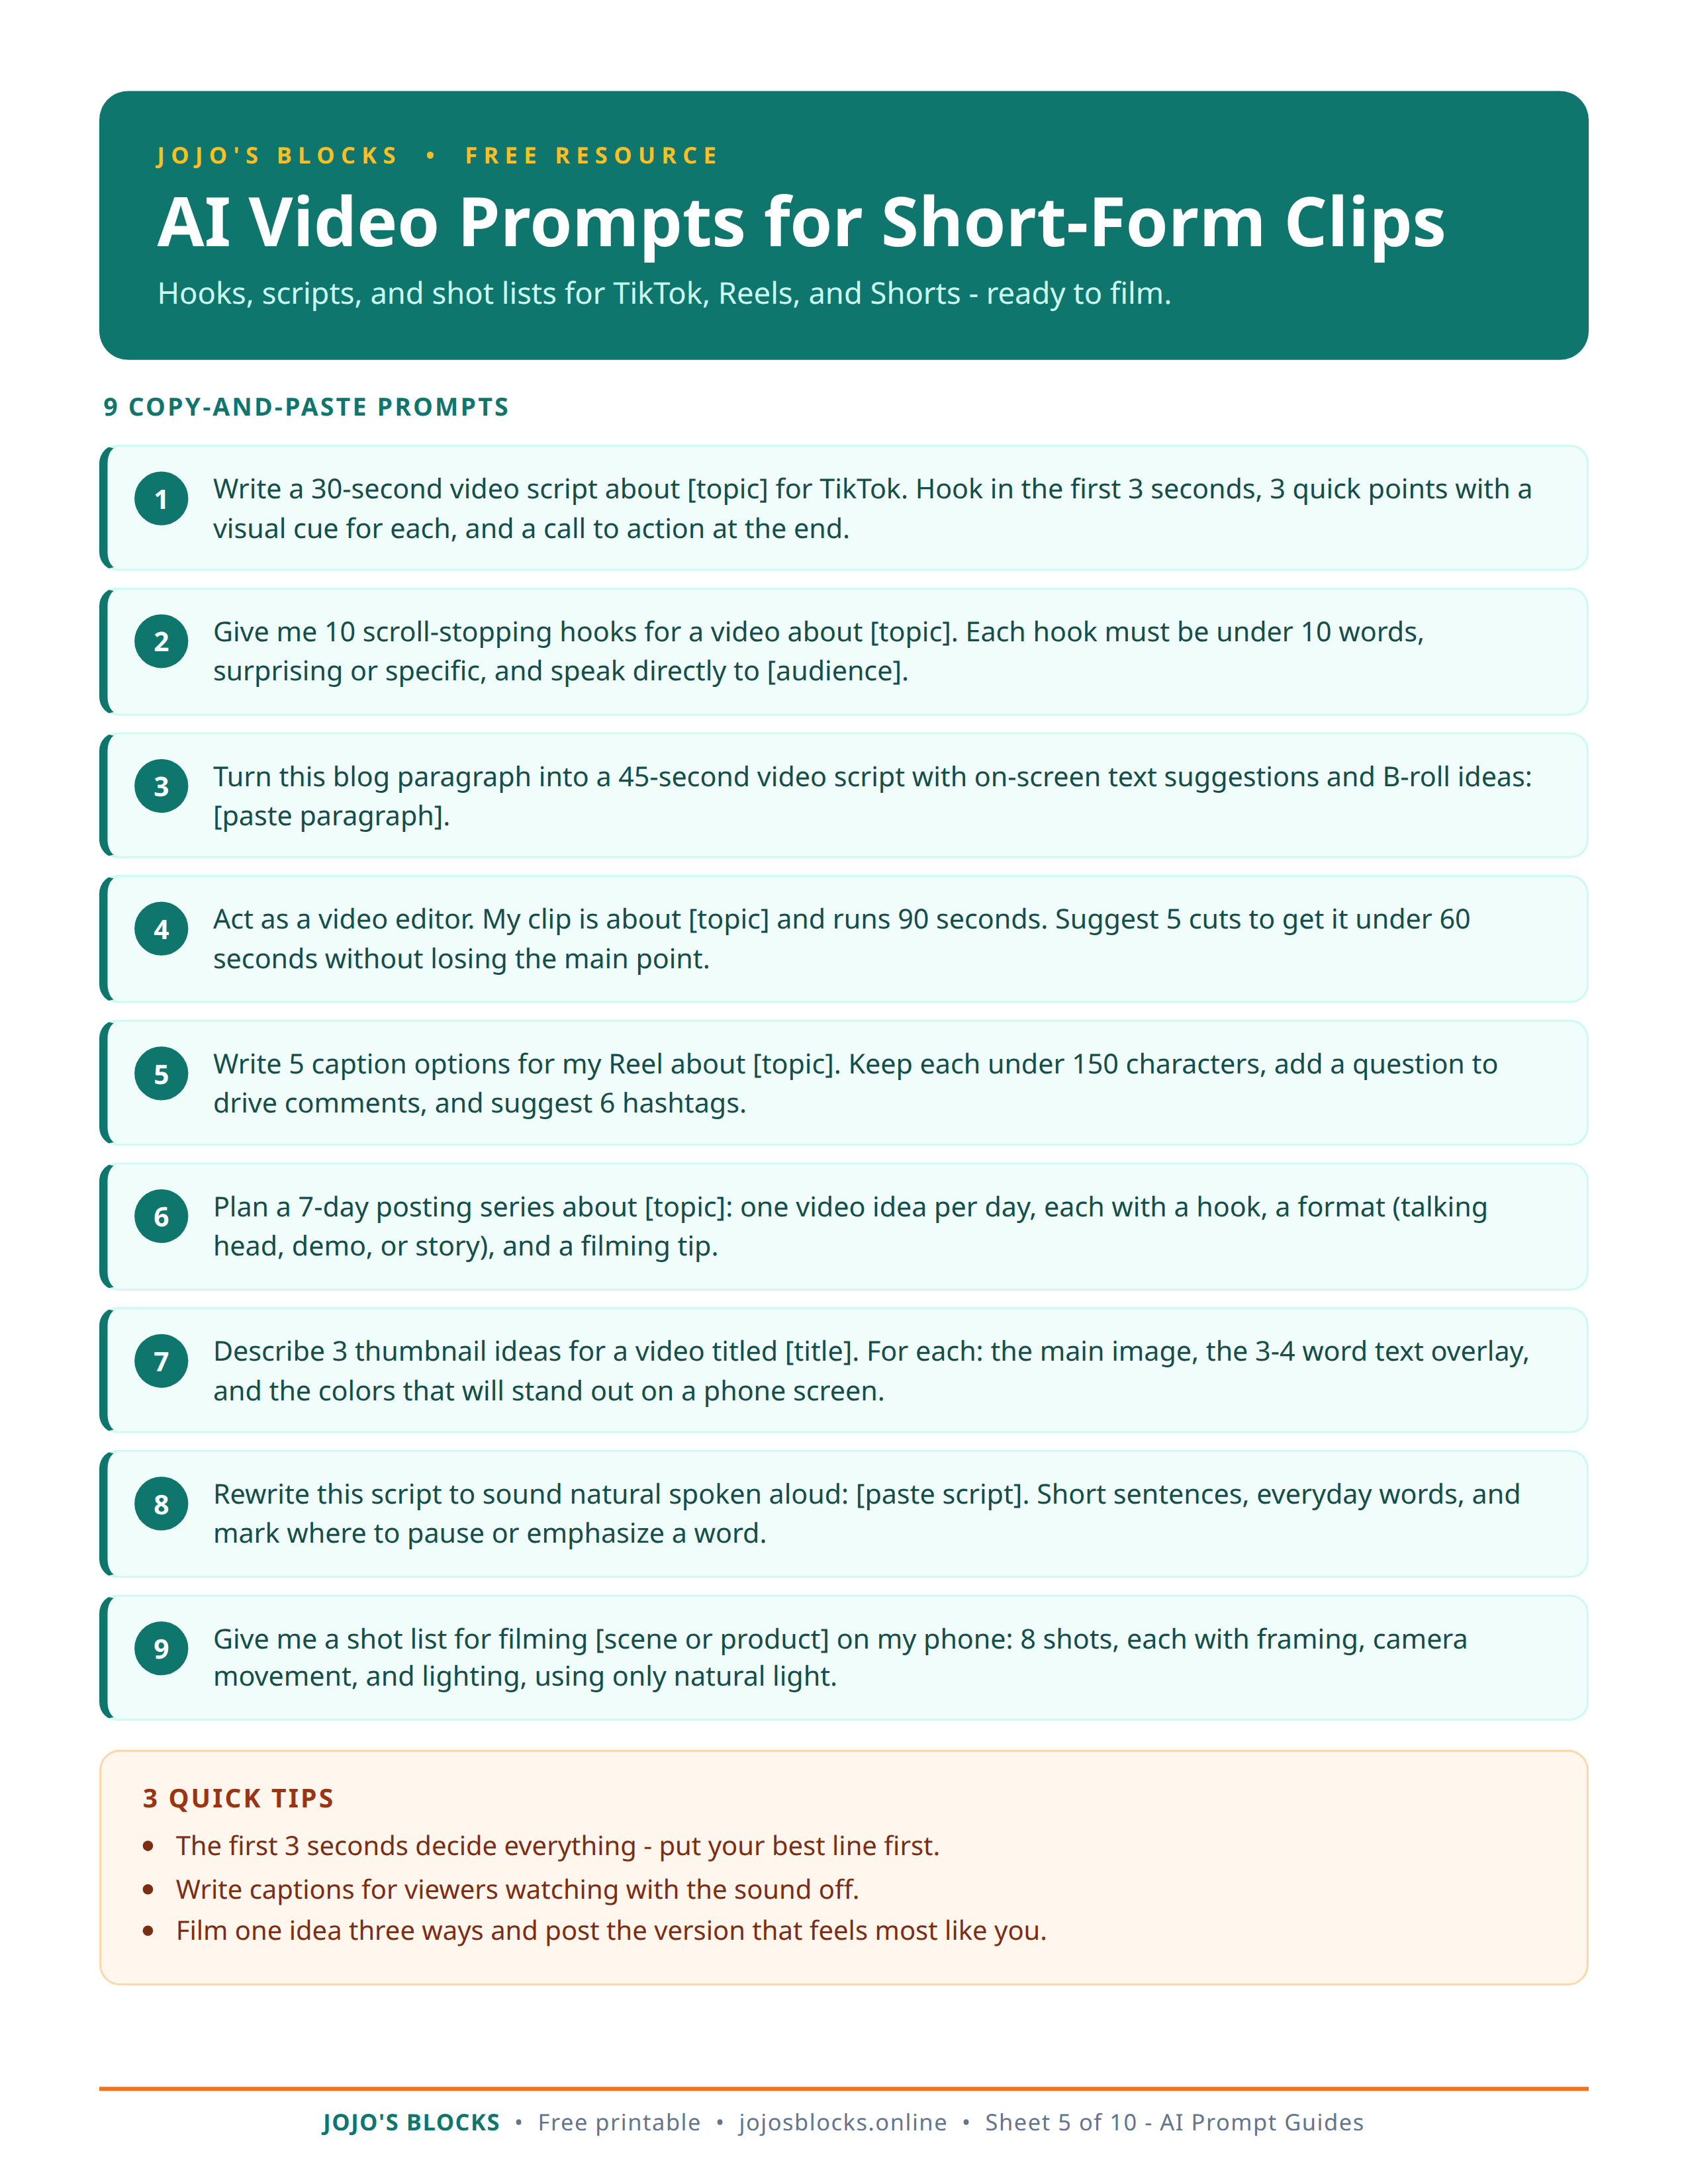 JOJO'S BLOCKS • FREE RESOURCE
AI Video Prompts for Short-Form Clips
Hooks, scripts, and shot lists for TikTok, Reels, and Shorts - ready to film.
9 COPY-AND-PASTE PROMPTS
1 Write a 30-second video script about [topic] for TikTok. Hook in the first 3 seconds, 3 quick points with a
visual cue for each, and a call to action at the end.
2 Give me 10 scroll-stopping hooks for a video about [topic]. Each hook must be under 10 words,
surprising or specific, and speak directly to [audience].
3 Turn this blog paragraph into a 45-second video script with on-screen text suggestions and B-roll ideas:
[paste paragraph].
4 Act as a video editor. My clip is about [topic] and runs 90 seconds. Suggest 5 cuts to get it under 60
seconds without losing the main point.
5 Write 5 caption options for my Reel about [topic]. Keep each under 150 characters, add a question to
drive comments, and suggest 6 hashtags.
6 Plan a 7-day posting series about [topic]: one video idea per day, each with a hook, a format (talking
head, demo, or story), and a filming tip.
7 Describe 3 thumbnail ideas for a video titled [title]. For each: the main image, the 3-4 word text overlay,
and the colors that will stand out on a phone screen.
8 Rewrite this script to sound natural spoken aloud: [paste script]. Short sentences, everyday words, and
mark where to pause or emphasize a word.
9 Give me a shot list for filming [scene or product] on my phone: 8 shots, each with framing, camera
movement, and lighting, using only natural light.
3 QUICK TIPS
• The first 3 seconds decide everything - put your best line first.
• Write captions for viewers watching with the sound off.
• Film one idea three ways and post the version that feels most like you.
JOJO'S BLOCKS • Free printable • jojosblocks.online • Sheet 5 of 10 - AI Prompt Guides